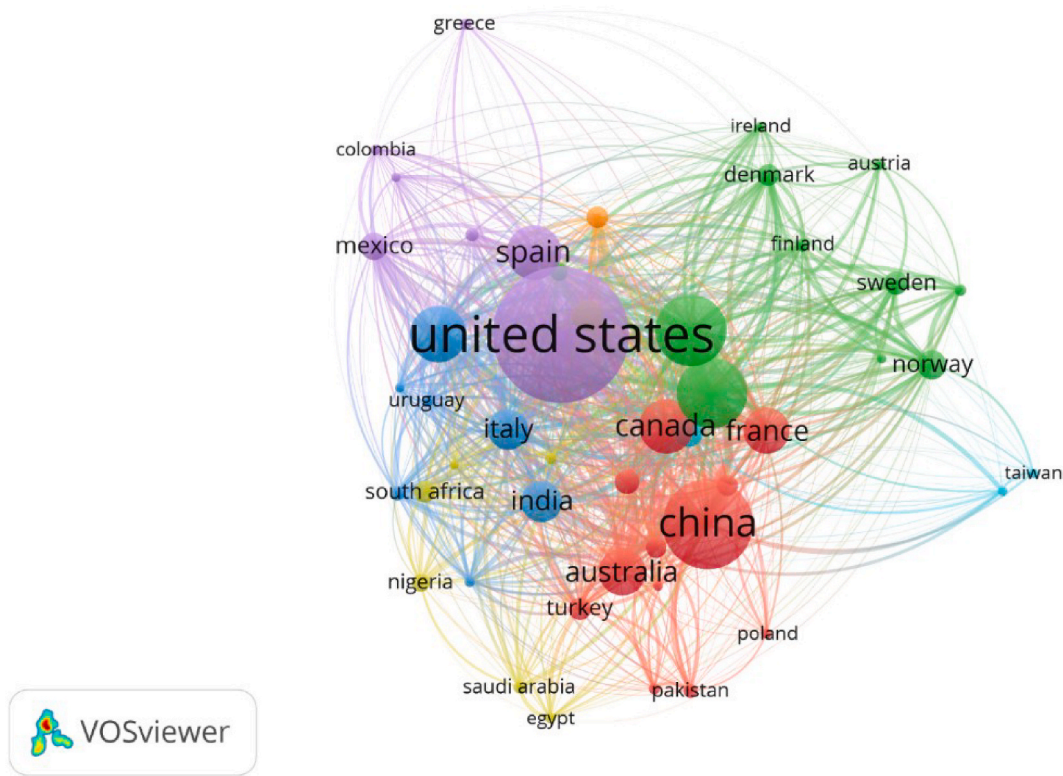 greece
ireland
colombia
austria
denmark
mexico
finland
spain
sweden
united states
norway
uruguay
canada
italy
france
taiwan
south africa
india
china
australia
nigeria
turkey
poland
saudi arabia
pakistan
egypt
VOSviewer